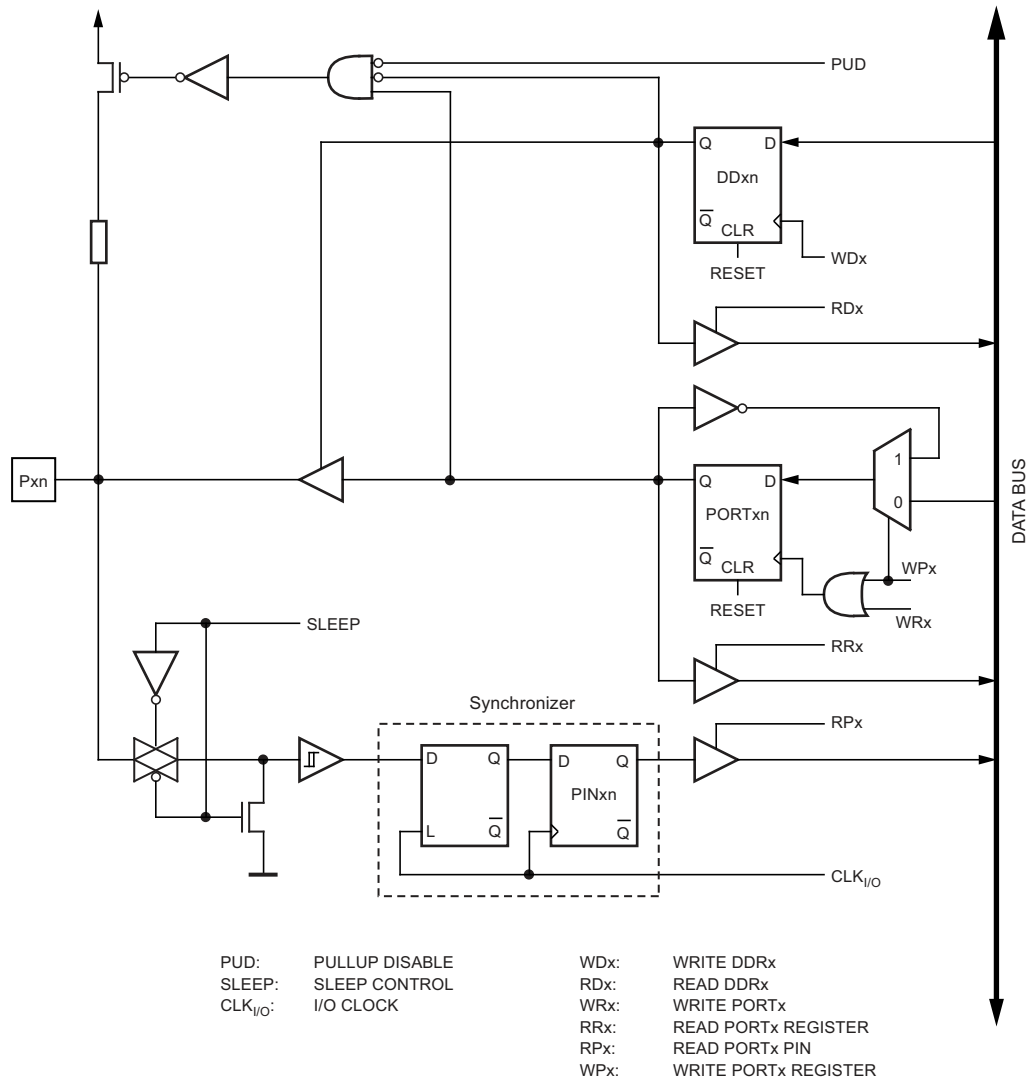 PUD
Q D
DDxn
Q
CLR
RESET
WDx
RDx
Pxn
1
0
Q D
PORTxn
Q
CLR
RESET
WPx
WRx
DATA BUS
SLEEP
RRx
Synchronizer
RPx
D Q
L Q
D Q
PINxn
Q
CLK I/O
PUD: PULLUP DISABLE
SLEEP: SLEEP CONTROL
CLK I/O: I/O CLOCK
WDx: WRITE DDRx
RDx: READ DDRx
WRx: WRITE PORTx
RRx: READ PORTx REGISTER
RPx: READ PORTx PIN
WPx: WRITE PORTx REGISTER